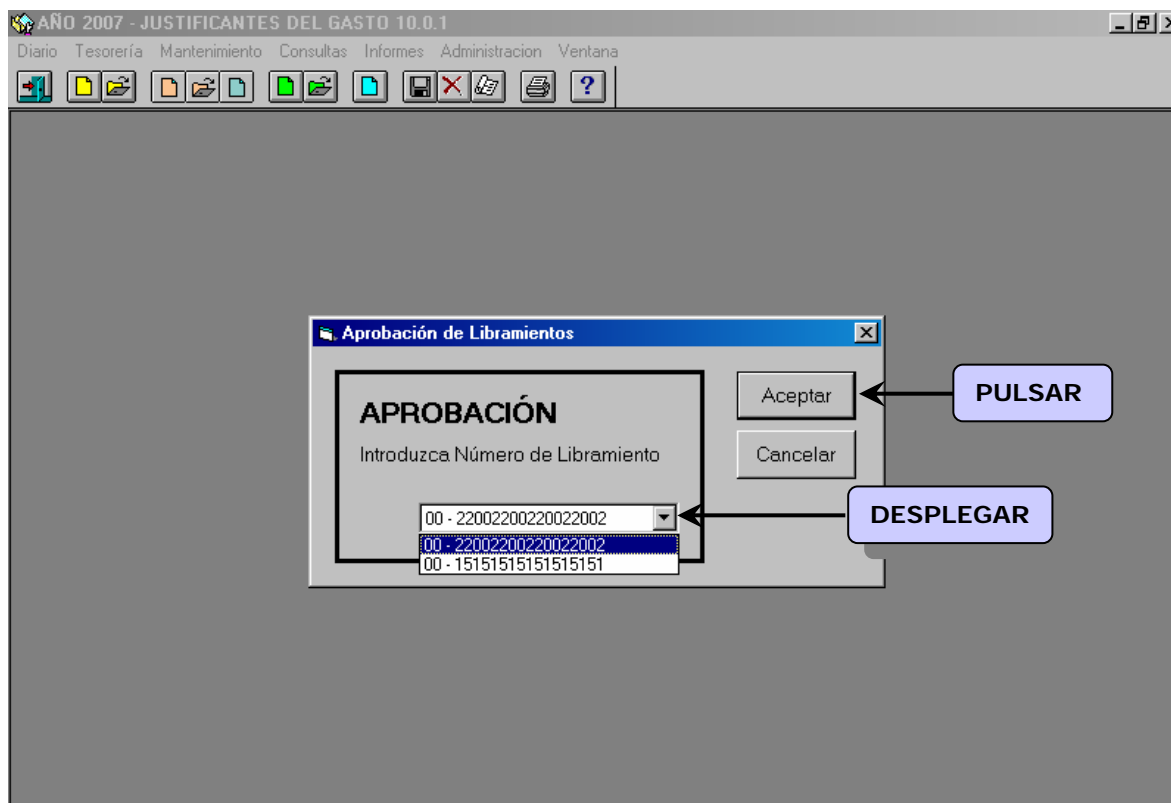 AÑO 2007 - JUSTIFICANTES DEL GASTO 10.0.1
Diario Tesorería Mantenimiento Consultas Informes Administracion Ventana
?
Aprobación de Libramientos
APROBACIÓN
Introduzca Número de Libramiento
00 - 22002200220022002
00 - 22002200220022002
00 - 15151515151515151
Aceptar
Cancelar
PULSAR
DESPLEGAR